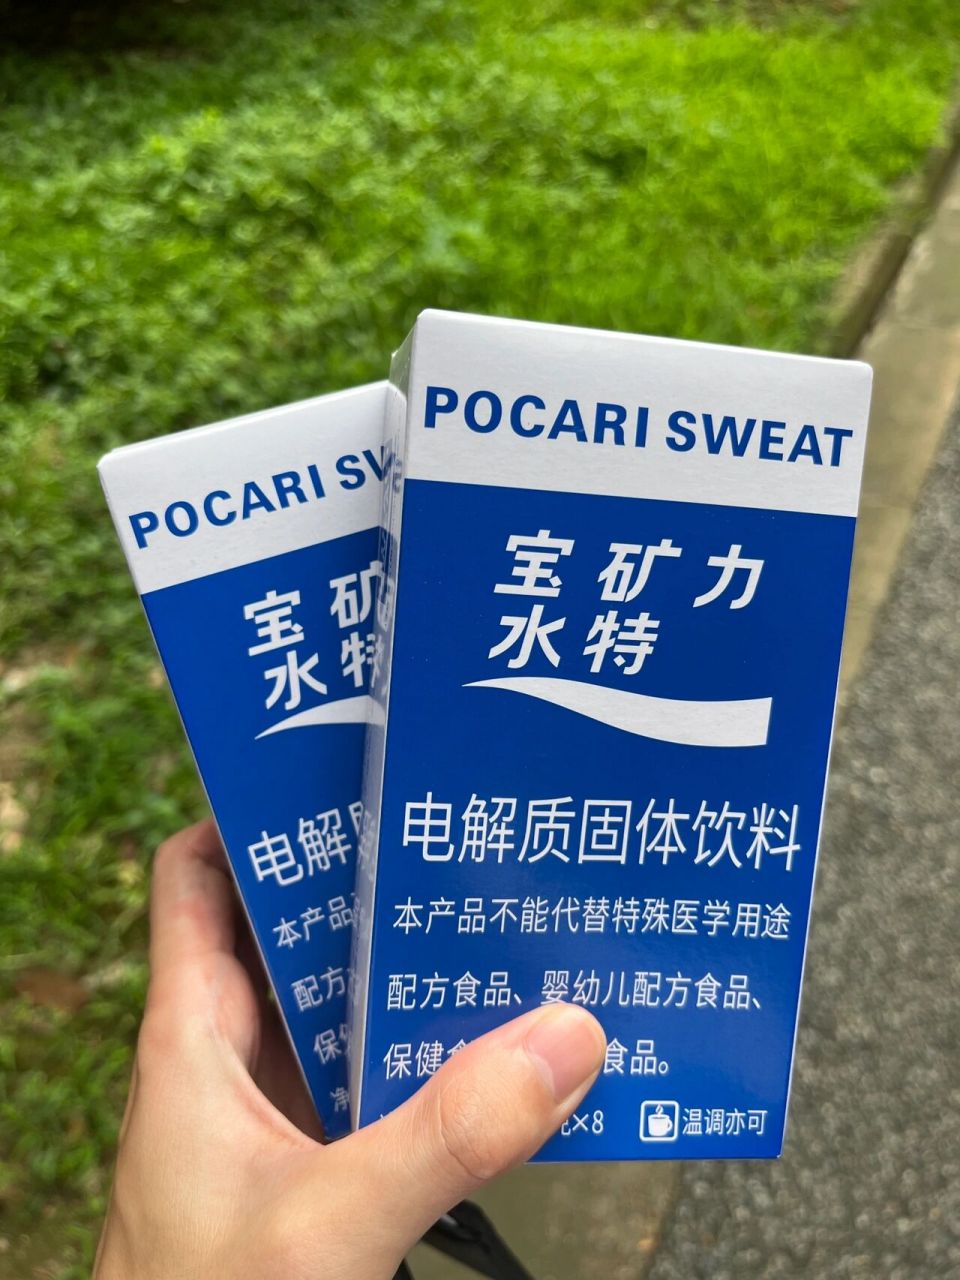 POCARI SWEAT
宝矿力
水特
电解质固体饮料
本产品不能代替特殊医学用途
配方食品、婴幼儿配方食品、
保健 食品。
×8
温调亦可
POCARI
宝矿
水特
电解
本产品
配方
保健
净